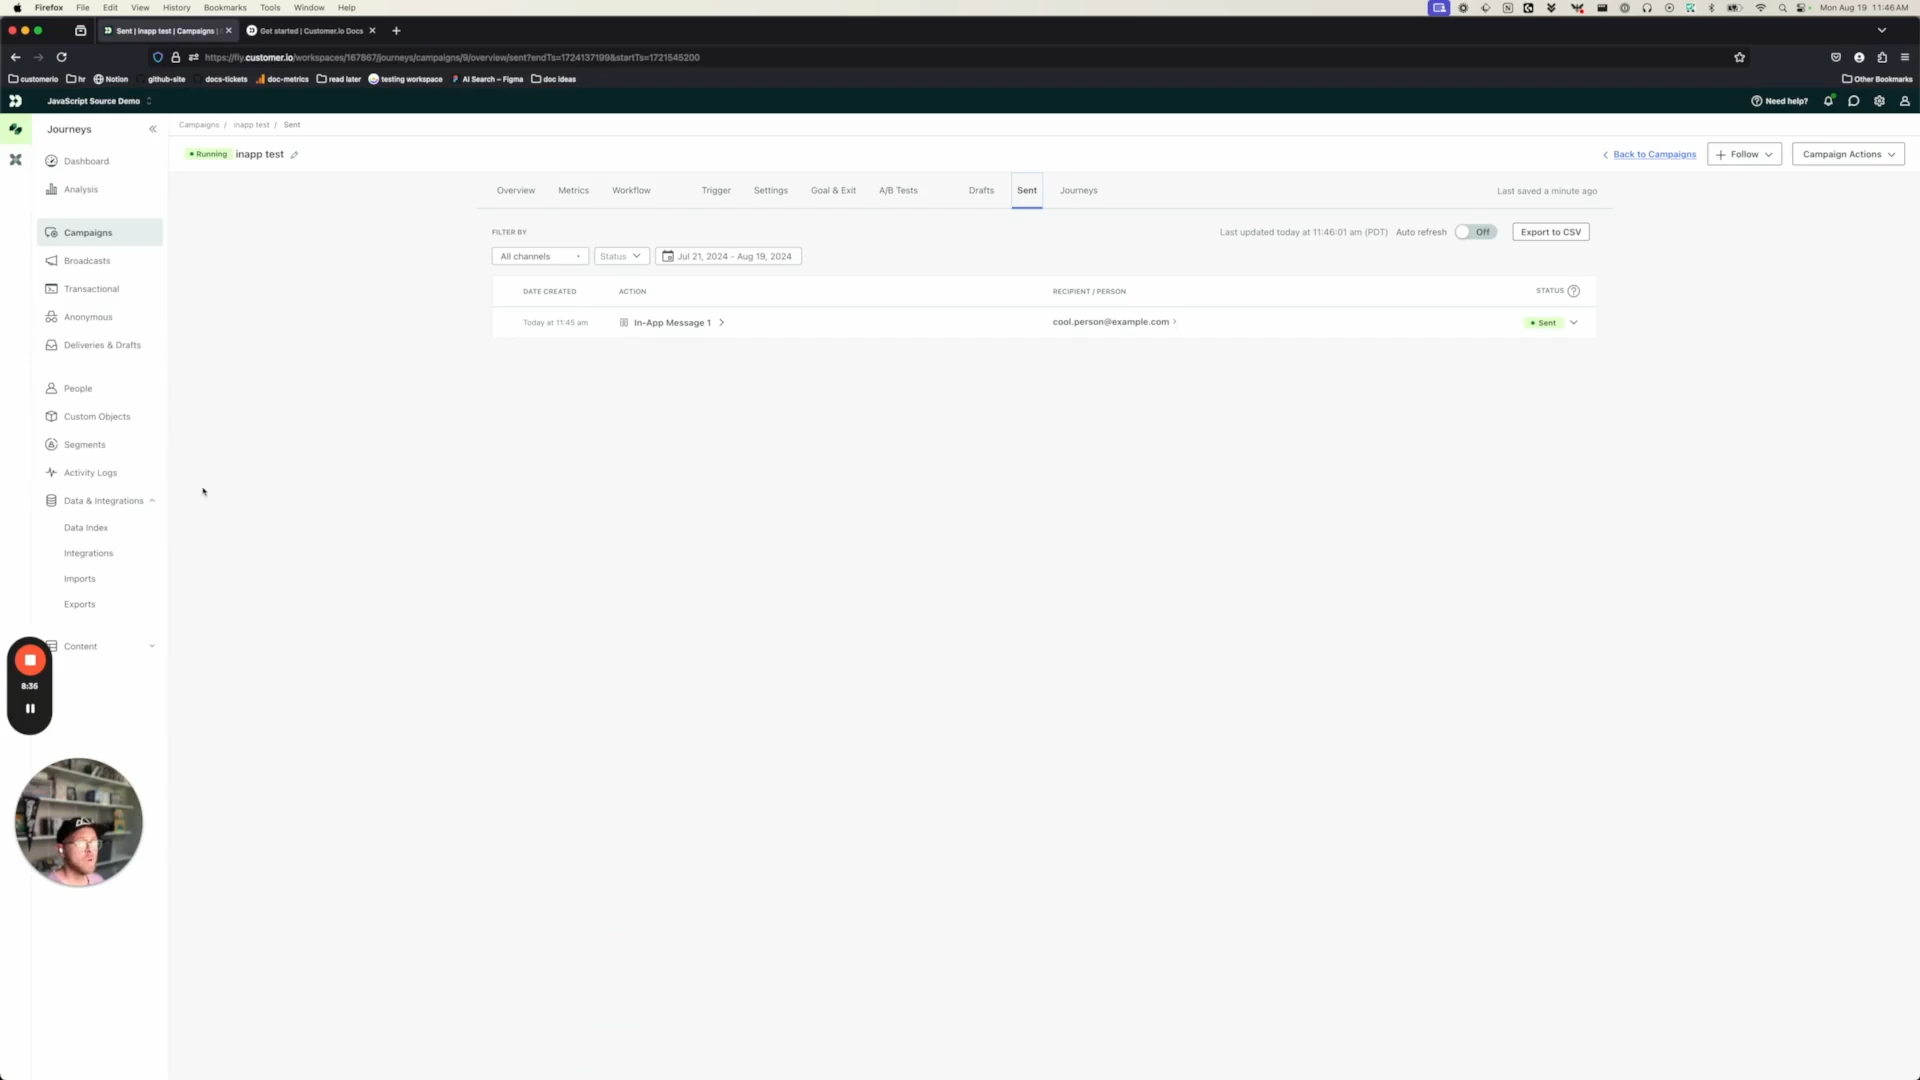 Firefox File Edit View History Bookmarks Tools Window Help Mon Aug 19 11:46 AM
Sent | inapp test | Campaigns | Get started | Customer.io Docs
https://fly.customer.io/workspaces/167867/journeys/campaigns/9/overview/sent?endTs=1724137199&startTs=1721545200
customerio hr Notion github-site docs-tickets doc-metrics read later testing workspace AI Search – Figma doc ideas Other Bookmarks
JavaScript Source Demo Need help?
Journeys
Campaigns / inapp test / Sent
Running inapp test Back to Campaigns Follow Campaign Actions
Dashboard
Analysis
Campaigns
Broadcasts
Transactional
Anonymous
Deliveries & Drafts
People
Custom Objects
Segments
Activity Logs
Data & Integrations
Data Index
Integrations
Imports
Exports
Content
Overview Metrics Workflow Trigger Settings Goal & Exit A/B Tests Drafts Sent Journeys Last saved a minute ago
FILTER BY Last updated today at 11:46:01 am (PDT) Auto refresh Off Export to CSV
All channels Status Jul 21, 2024 - Aug 19, 2024
DATE CREATED ACTION RECIPIENT / PERSON STATUS
Today at 11:45 am In-App Message 1 cool.person@example.com Sent
8:36